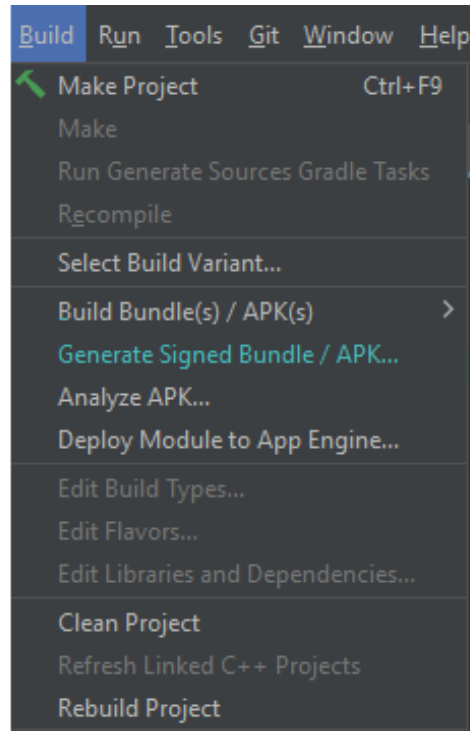 Build Run Tools Git Window Help
Make Project Ctrl+F9
Make
Run Generate Sources Gradle Tasks
Recompile
Select Build Variant...
Build Bundle(s) / APK(s)
Generate Signed Bundle / APK...
Analyze APK...
Deploy Module to App Engine...
Edit Build Types...
Edit Flavors...
Edit Libraries and Dependencies...
Clean Project
Refresh Linked C++ Projects
Rebuild Project